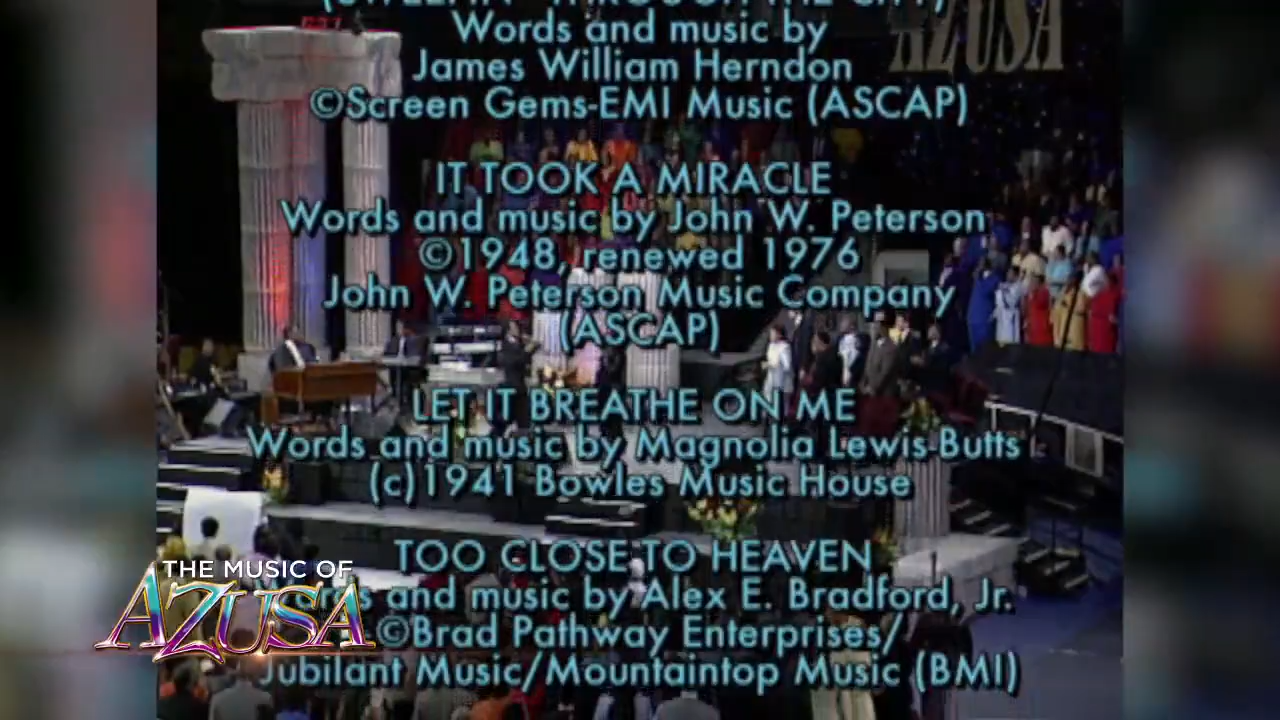 Words and music by
James William Herndon
©Screen Gems-EMI Music (ASCAP)
IT TOOK A MIRACLE
Words and music by John W. Peterson
©1948, renewed 1976
John W. Peterson Music Company
(ASCAP)
LET IT BREATHE ON ME
Words and music by Magnolia Lewis-Butts
(c)1941 Bowles Music House
TOO CLOSE TO HEAVEN
and music by Alex E. Bradford, Jr.
©Brad Pathway Enterprises/
Jubilant Music/Mountaintop Music (BMI)
AZUSA
THE MUSIC OF
AZUSA